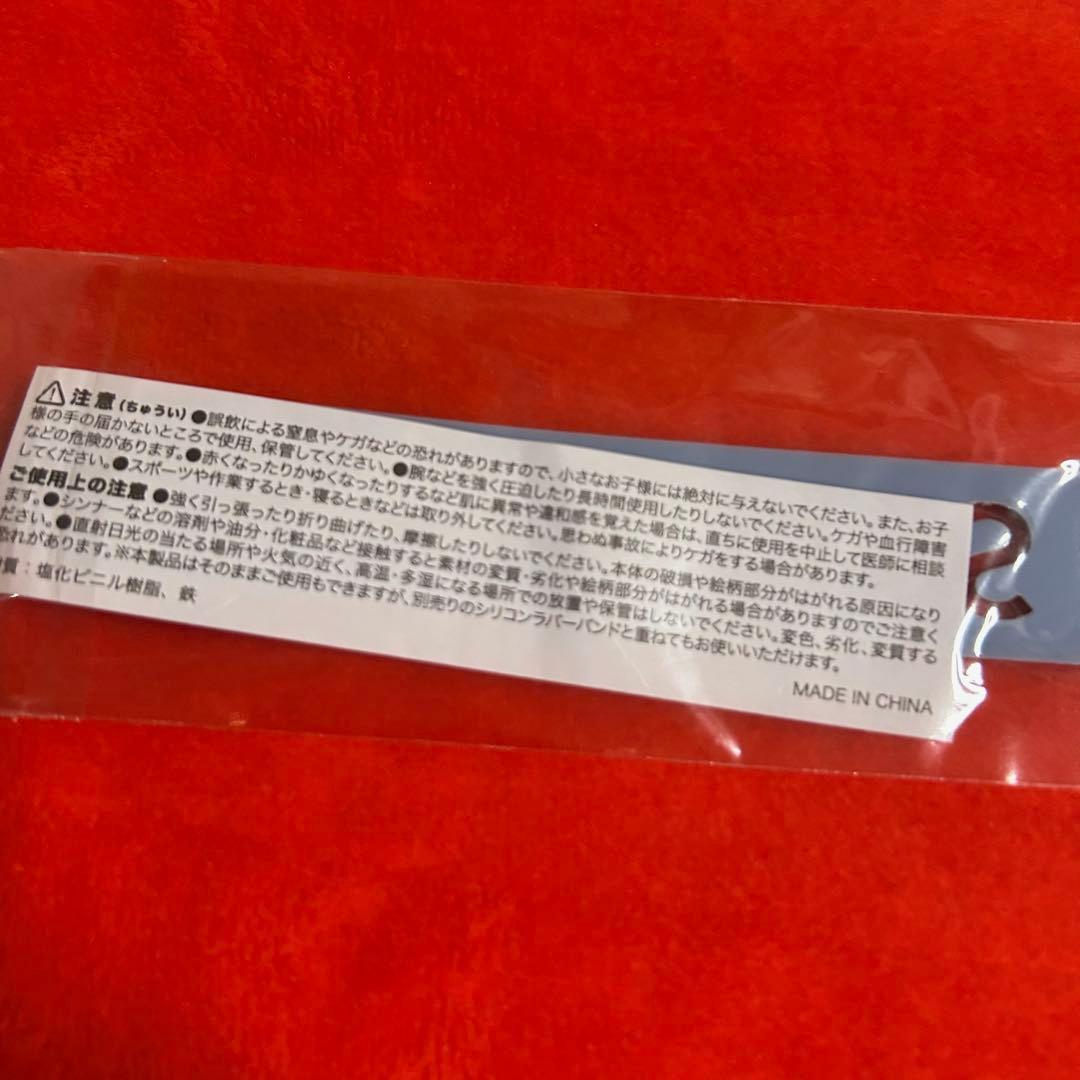 ⚠注意(ちゅうい)●誤飲による窒息やケガなどの恐れがありますので、小さなお子様には絶対に与えないでください。また、お子
様の手の届かないところで使用、保管してください。●腕などを強く圧迫したり長時間使用したりしないでください。ケガや血行障害
などの危険があります。●赤くなったりかゆくなったりするなど肌に異常や違和感を覚えた場合は、直ちに使用を中止して医師に相談
してください。●スポーツや作業するとき・寝るときなどは取り外してください。思わぬ事故によりケガをする場合があります。
ご使用上の注意 ●強く引っ張ったり折り曲げたり、摩擦したりしないでください。本体の破損や絵柄部分がはがれる原因になり
ます。●シンナーなどの溶剤や油分・化粧品など接触すると素材の変質・劣化や絵柄部分がはがれる場合がありますのでご注意く
ださい。●直射日光の当たる場所や火気の近く、高温・多湿になる場所での放置や保管はしないでください。変色、劣化、変質する
恐れがあります。※本製品はそのままご使用もできますが、別売りのシリコンラバーバンドと重ねてもお使いいただけます。
材質：塩化ビニル樹脂、鉄
MADE IN CHINA
S